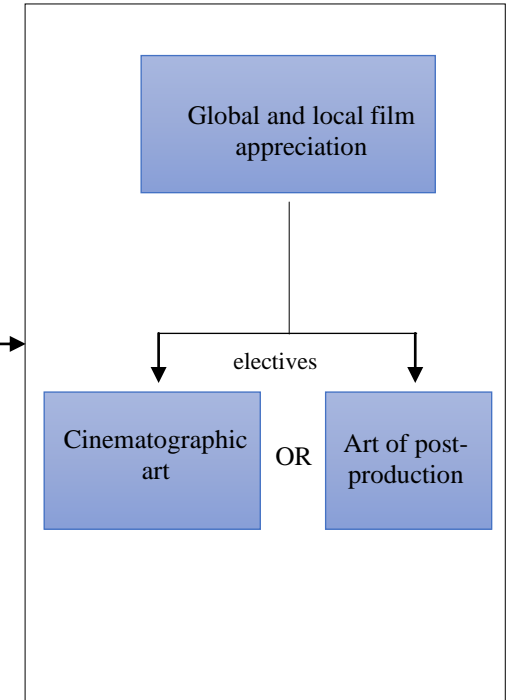 Global and local film
appreciation
electives
Cinematographic
art
OR
Art of post-
production